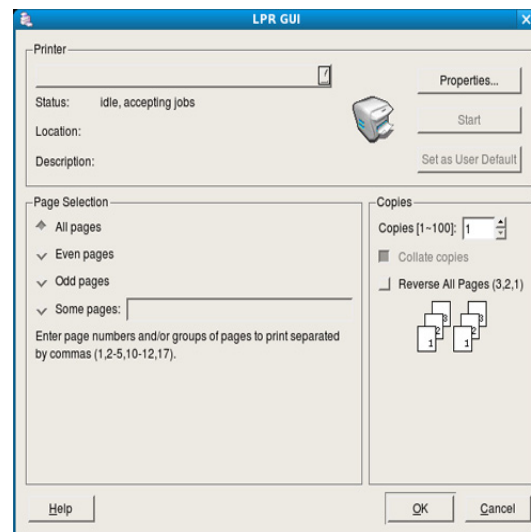 LPR GUI
Printer
Properties...
Status: idle, accepting jobs
Start
Location:
Description:
Set as User Default
Page Selection
All pages
Even pages
Odd pages
Some pages:
Enter page numbers and/or groups of pages to print separated
by commas (1,2-5,10-12,17).
Copies
Copies [1~100]: 1
Collate copies
Reverse All Pages (3,2,1)
3 3
2 2
1 1
Help
OK
Cancel